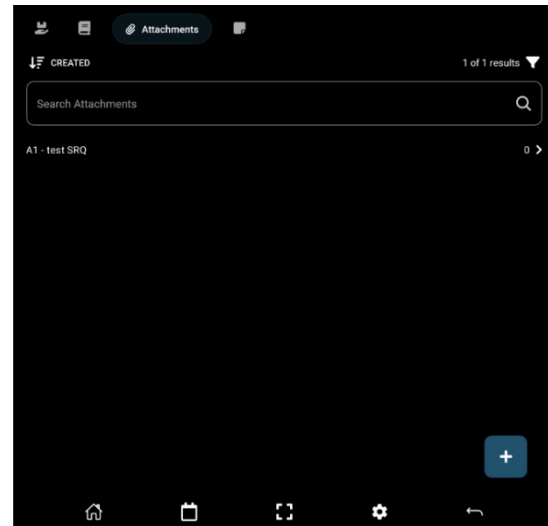 Attachments
CREATED
1 of 1 results
Search Attachments
A1 - test SRQ
0
+